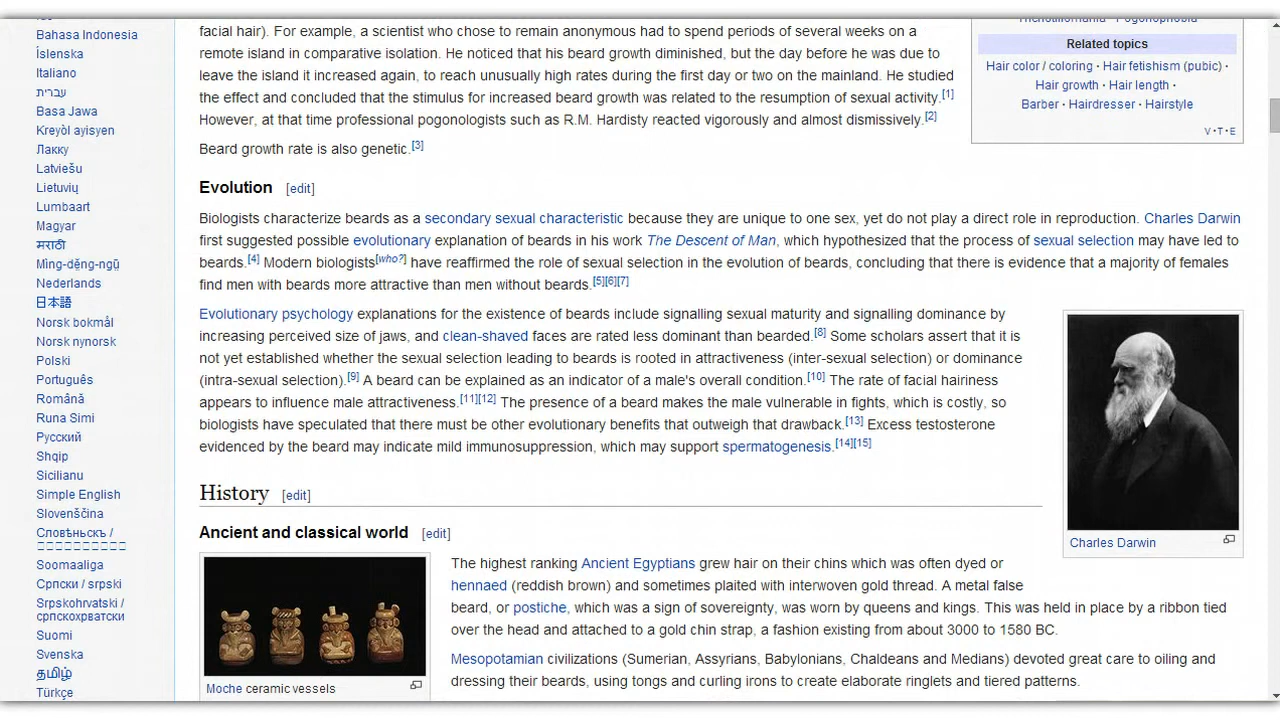 Bahasa Indonesia
Íslenska
Italiano
עברית
Basa Jawa
Kreyòl ayisyen
Лакку
Latviešu
Lietuvių
Lumbaart
Magyar
मराठी
Mìng-dĕ̤ng-ngṳ̄
Nederlands
日本語
Norsk bokmål
Norsk nynorsk
Polski
Português
Română
Runa Simi
Русский
Shqip
Sicilianu
Simple English
Slovenščina
Словѣньскъ /
Soomaaliga
Српски / srpski
Srpskohrvatski /
српскохрватски
Suomi
Svenska
தமிழ்
Türkçe
facial hair). For example, a scientist who chose to remain anonymous had to spend periods of several weeks on a
remote island in comparative isolation. He noticed that his beard growth diminished, but the day before he was due to
leave the island it increased again, to reach unusually high rates during the first day or two on the mainland. He studied
the effect and concluded that the stimulus for increased beard growth was related to the resumption of sexual activity.[1]
However, at that time professional pogonologists such as R.M. Hardisty reacted vigorously and almost dismissively.[2]
Beard growth rate is also genetic.[3]
Trichotillomania · Pogonophobia
Related topics
Hair color / coloring · Hair fetishism (pubic) ·
Hair growth · Hair length ·
Barber · Hairdresser · Hairstyle
V · T · E
Evolution [edit]
Biologists characterize beards as a secondary sexual characteristic because they are unique to one sex, yet do not play a direct role in reproduction. Charles Darwin
first suggested possible evolutionary explanation of beards in his work The Descent of Man, which hypothesized that the process of sexual selection may have led to
beards.[4] Modern biologists[who?] have reaffirmed the role of sexual selection in the evolution of beards, concluding that there is evidence that a majority of females
find men with beards more attractive than men without beards.[5][6][7]
Evolutionary psychology explanations for the existence of beards include signalling sexual maturity and signalling dominance by
increasing perceived size of jaws, and clean-shaved faces are rated less dominant than bearded.[8] Some scholars assert that it is
not yet established whether the sexual selection leading to beards is rooted in attractiveness (inter-sexual selection) or dominance
(intra-sexual selection).[9] A beard can be explained as an indicator of a male's overall condition.[10] The rate of facial hairiness
appears to influence male attractiveness.[11][12] The presence of a beard makes the male vulnerable in fights, which is costly, so
biologists have speculated that there must be other evolutionary benefits that outweigh that drawback.[13] Excess testosterone
evidenced by the beard may indicate mild immunosuppression, which may support spermatogenesis.[14][15]
Charles Darwin
History [edit]
Ancient and classical world [edit]
Moche ceramic vessels
The highest ranking Ancient Egyptians grew hair on their chins which was often dyed or
hennaed (reddish brown) and sometimes plaited with interwoven gold thread. A metal false
beard, or postiche, which was a sign of sovereignty, was worn by queens and kings. This was held in place by a ribbon tied
over the head and attached to a gold chin strap, a fashion existing from about 3000 to 1580 BC.
Mesopotamian civilizations (Sumerian, Assyrians, Babylonians, Chaldeans and Medians) devoted great care to oiling and
dressing their beards, using tongs and curling irons to create elaborate ringlets and tiered patterns.